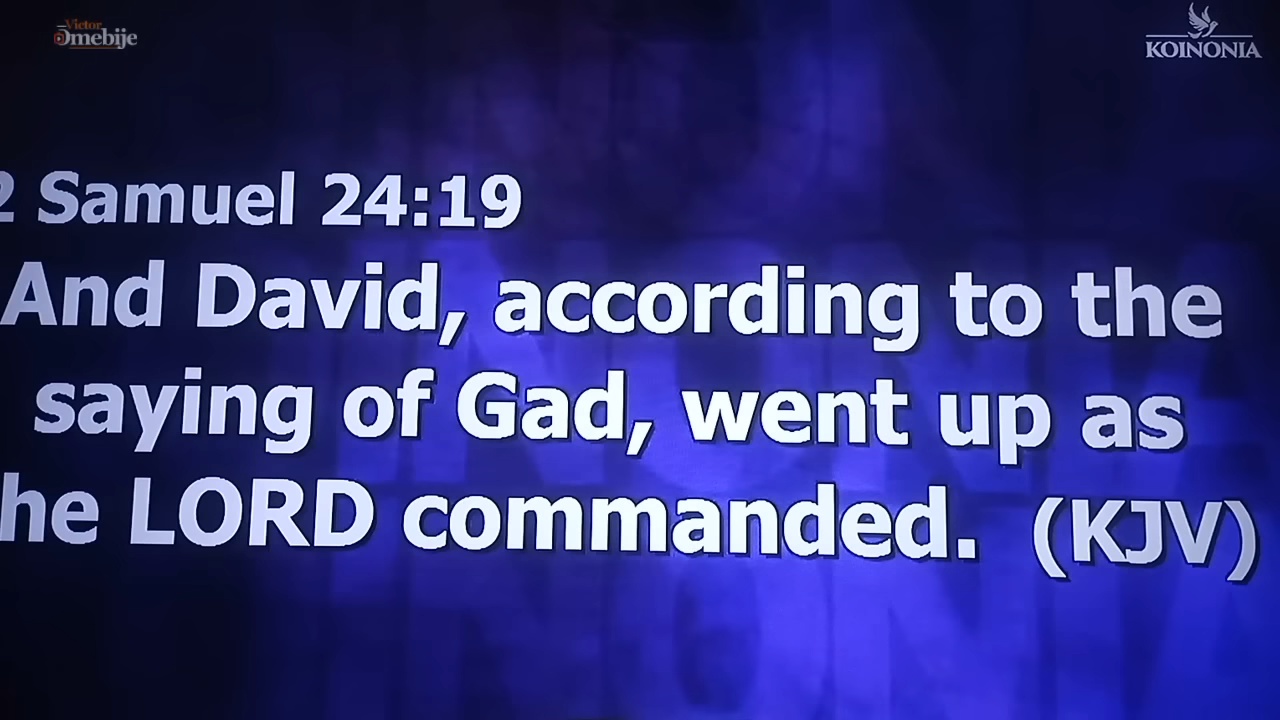 Victor
Omebije
KOINONIA
2 Samuel 24:19
And David, according to the
saying of Gad, went up as
he LORD commanded. (KJV)